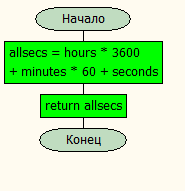 Начало
allsecs = hours * 3600
+ minutes * 60 + seconds
return allsecs
Конец